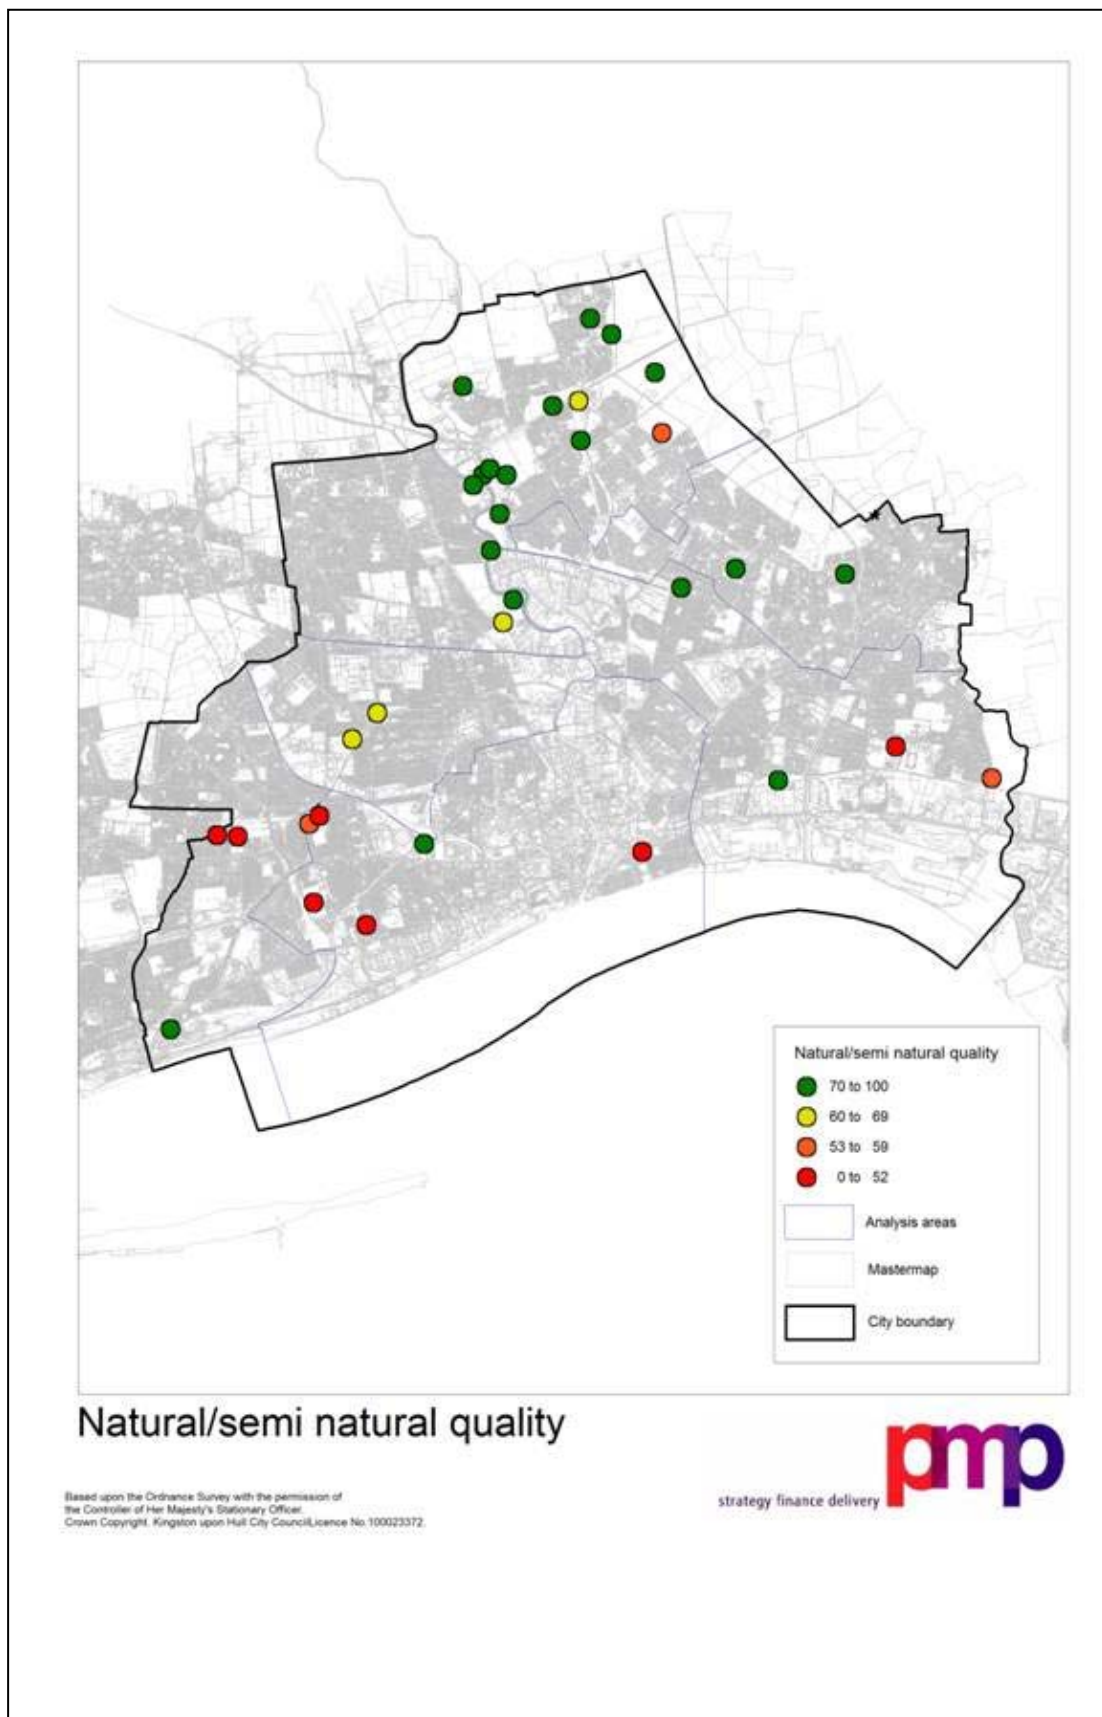 Natural/semi natural quality
70 to 100
60 to 69
53 to 59
0 to 52
Analysis areas
Mastermap
City boundary
Natural/semi natural quality
pmp
strategy finance delivery
Based upon the Ordnance Survey with the permission of
the Controller of Her Majesty's Stationary Officer.
Crown Copyright. Kingston upon Hull City CouncilLicence No.100023372.